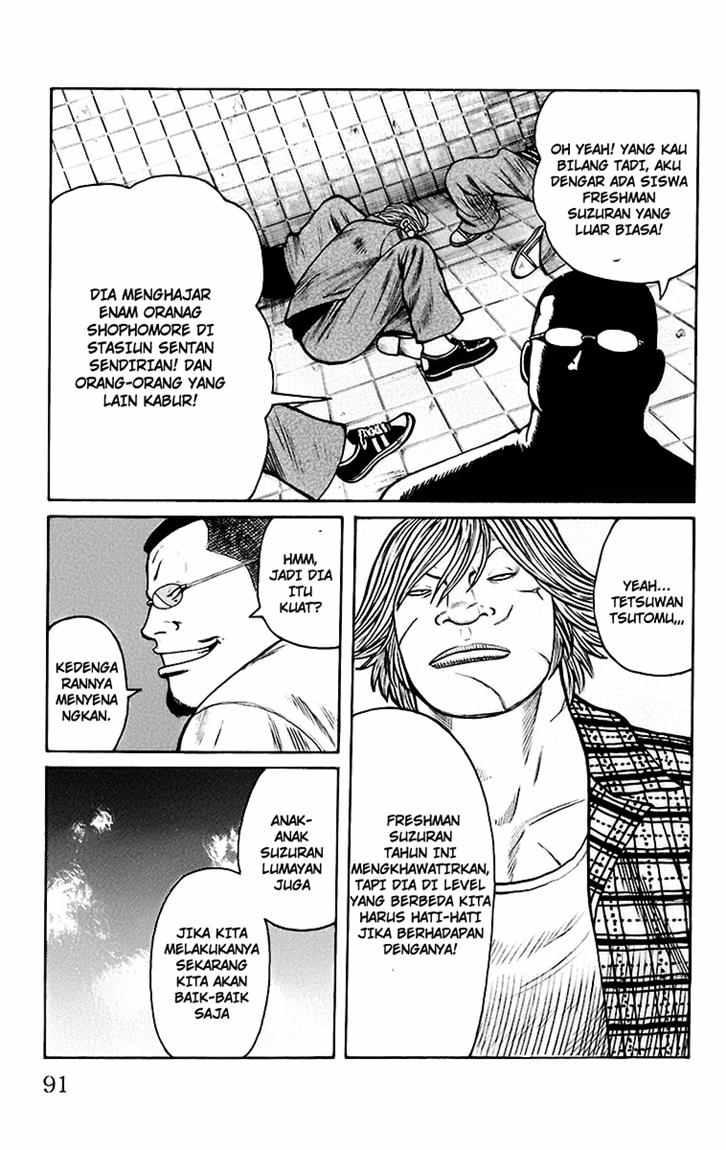 OH YEAH! YANG KAU
BILANG TADI, AKU
DENGAR ADA SISWA
FRESHMAN
SUZURAN YANG
LUAR BIASA!
DIA MENGHAJAR
ENAM ORANAG
SHOPHOMORE DI
STASIUN SENTAN
SENDIRIAN! DAN
ORANG-ORANG YANG
LAIN KABUR!
YEAH...
TETSUWAN
TSUTOMU,,,
FRESHMAN
SUZURAN
TAHUN INI
MENGKHAWATIRKAN,
TAPI DIA DI LEVEL
YANG BERBEDA KITA
HARUS HATI-HATI
JIKA BERHADAPAN
DENGANYA!
HMM,
JADI DIA
ITU
KUAT?
KEDENGA
RANNYA
MENYENA
NGKAN.
ANAK-
ANAK
SUZURAN
LUMAYAN
JUGA
JIKA KITA
MELAKUKANYA
SEKARANG
KITA AKAN
BAIK-BAIK
SAJA
91